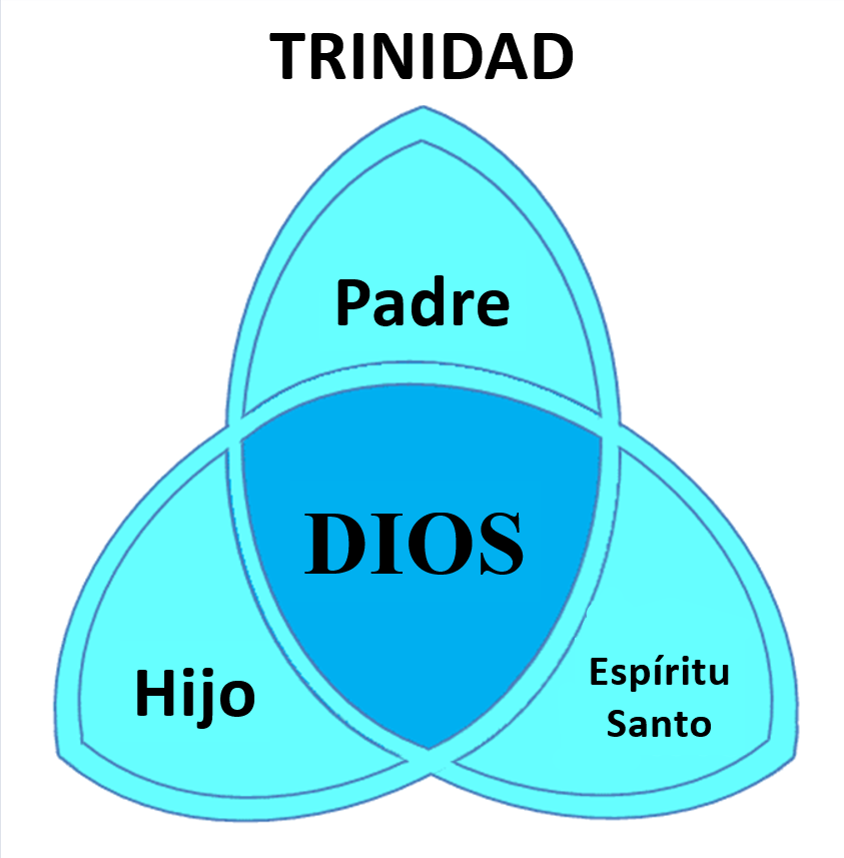 TRINIDAD
Padre
DIOS
Hijo
Espíritu
Santo